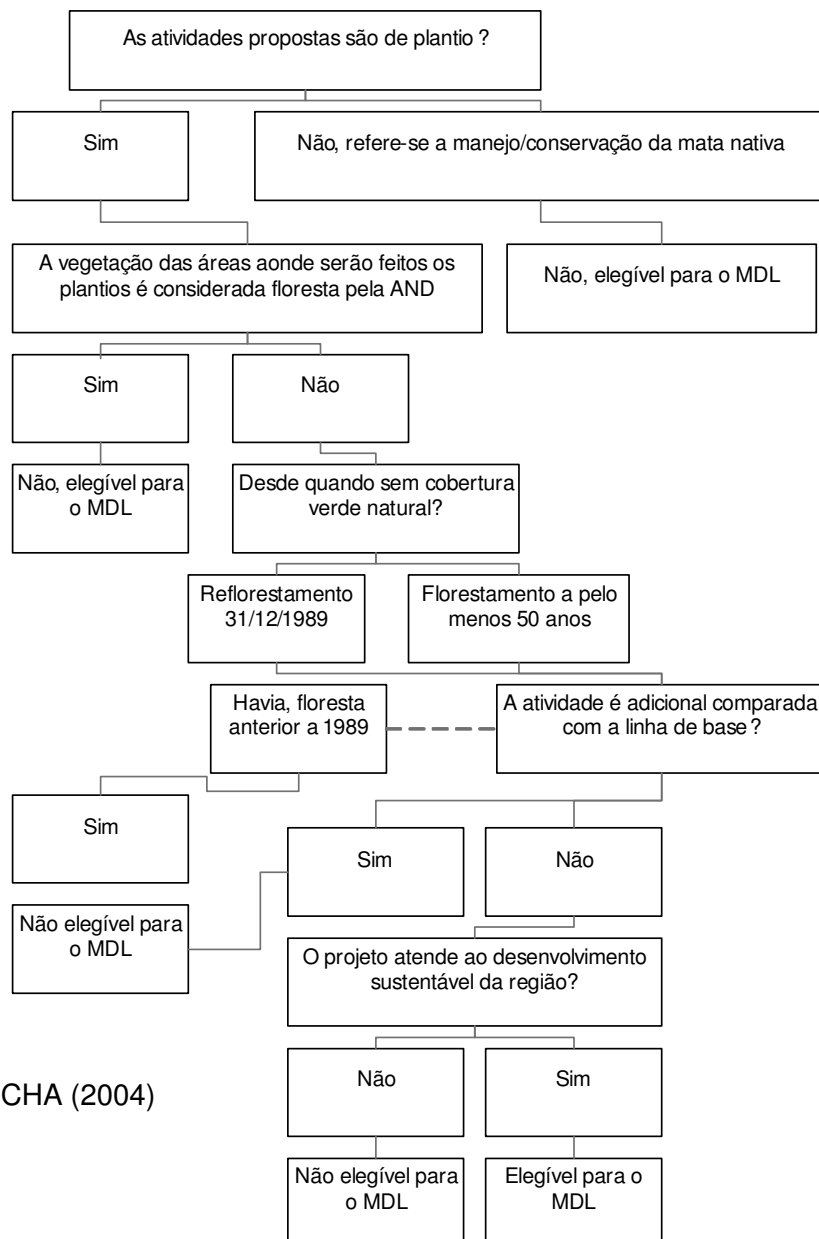 As atividades propostas são de plantio ?
Sim
Não, refere-se a manejo/conservação da mata nativa
A vegetação das áreas aonde serão feitos os
plantios é considerada floresta pela AND
Não, elegível para o MDL
Sim
Não
Não, elegível para
o MDL
Desde quando sem cobertura
verde natural?
Reflorestamento
31/12/1989
Florestamento a pelo
menos 50 anos
Havia, floresta
anterior a 1989
A atividade é adicional comparada
com a linha de base ?
Sim
Sim
Não
Não elegível para
o MDL
O projeto atende ao desenvolvimento
sustentável da região?
Não
Sim
CHA (2004)
Não elegível para
o MDL
Elegível para o
MDL